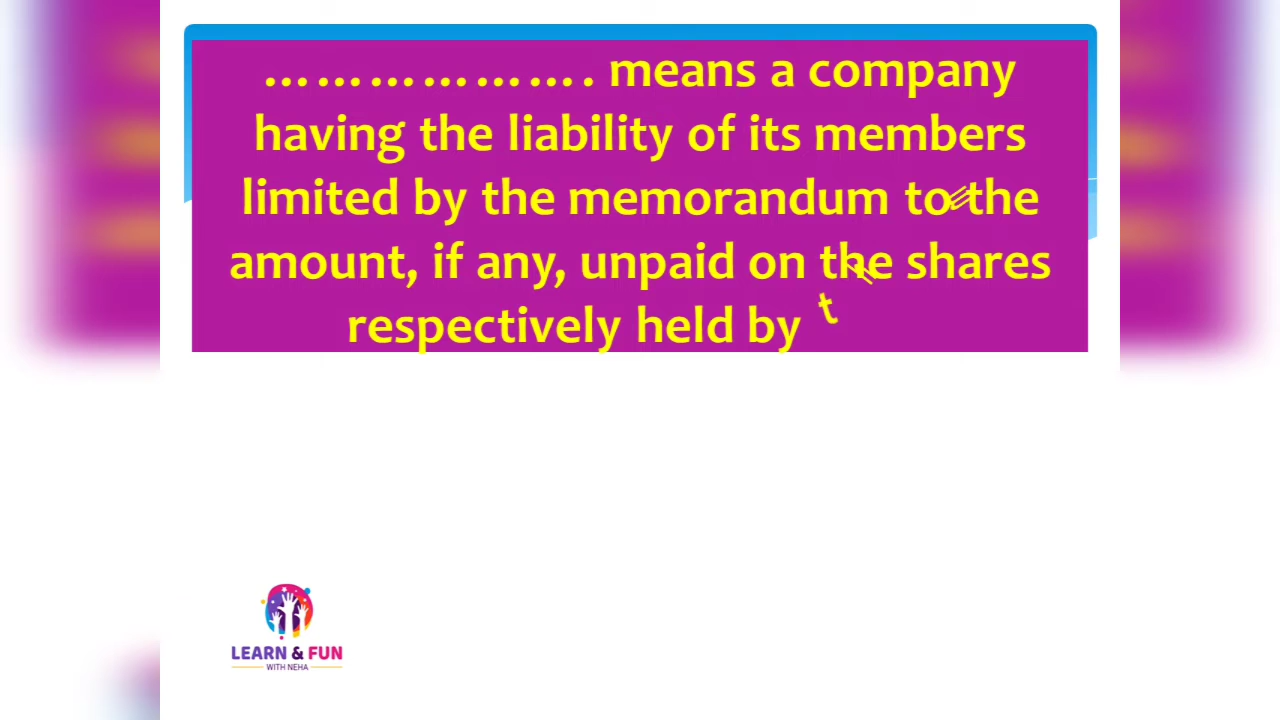 ………………. means a company
having the liability of its members
limited by the memorandum to the
amount, if any, unpaid on the shares
respectively held by t
LEARN & FUN
WITH NEHA